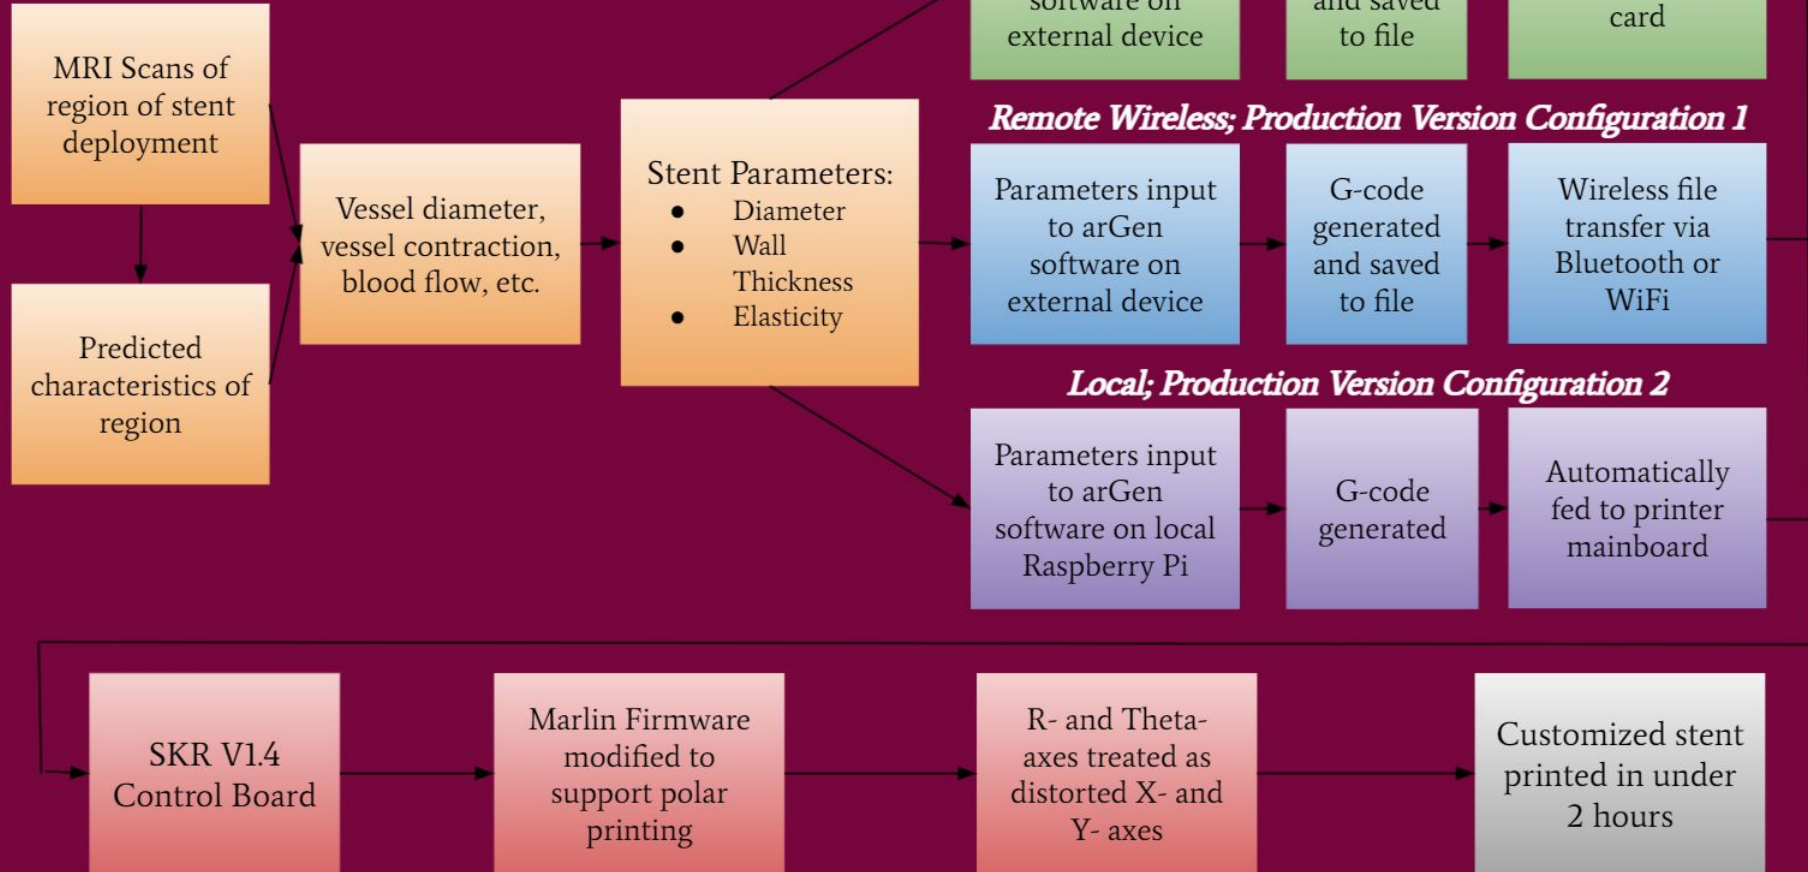 MRI Scans of
region of stent
deployment
Predicted
characteristics of
region
Vessel diameter,
vessel contraction,
blood flow, etc.
Stent Parameters:
● Diameter
● Wall
Thickness
● Elasticity
software on
external device
and saved
to file
card
Remote Wireless; Production Version Configuration 1
Parameters input
to arGen
software on
external device
G-code
generated
and saved
to file
Wireless file
transfer via
Bluetooth or
WiFi
Local; Production Version Configuration 2
Parameters input
to arGen
software on local
Raspberry Pi
G-code
generated
Automatically
fed to printer
mainboard
SKR V1.4
Control Board
Marlin Firmware
modified to
support polar
printing
R- and Theta-
axes treated as
distorted X- and
Y- axes
Customized stent
printed in under
2 hours